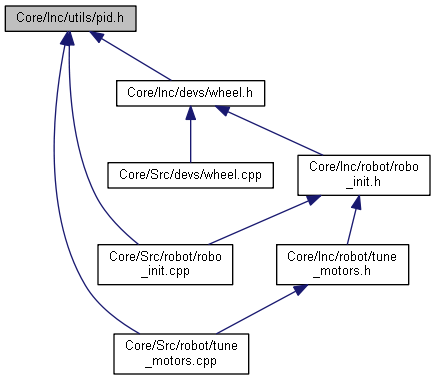 Core/Inc/utils/pid.h
Core/Inc/devs/wheel.h
Core/Src/devs/wheel.cpp
Core/Inc/robot/robo
_init.h
Core/Src/robot/robo
_init.cpp
Core/Inc/robot/tune
_motors.h
Core/Src/robot/tune
_motors.cpp